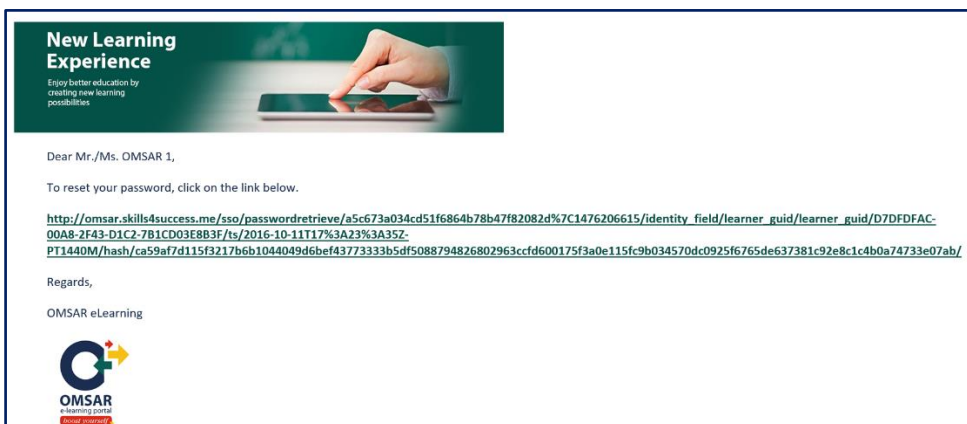 New Learning
Experience
Enjoy better education by
creating new learning
possibilities
Dear Mr./Ms. OMSAR 1,
To reset your password, click on the link below.
http://omsar.skills4success.me/sso/passwordretrieve/a5c673a034cd51f6864b78b47f82082d%7C1476206615/identity_field/learner_guid/learner_guid/D7DFDFAC-
00A8-2F43-D1C2-7B1CD03E8B3F/ts/2016-10-11T17%3A23%3A35Z-
PT1440M/hash/ca59af7d115f3217b6b1044049d6bef43773333b5df5088794826802963ccfd600175f3a0e115fc9b034570dc0925f6765de637381c92e8c1c4b0a74733e07ab/
Regards,
OMSAR eLearning
OMSAR
e-learning portal
boost yourself